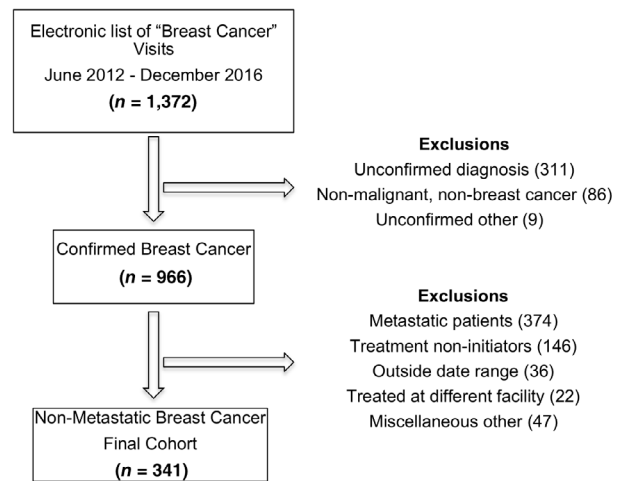 Electronic list of “Breast Cancer”
Visits
June 2012 - December 2016
(n = 1,372)
Exclusions
Unconfirmed diagnosis (311)
Non-malignant, non-breast cancer (86)
Unconfirmed other (9)
Confirmed Breast Cancer
(n = 966)
Exclusions
Metastatic patients (374)
Treatment non-initiators (146)
Outside date range (36)
Treated at different facility (22)
Miscellaneous other (47)
Non-Metastatic Breast Cancer
Final Cohort
(n = 341)